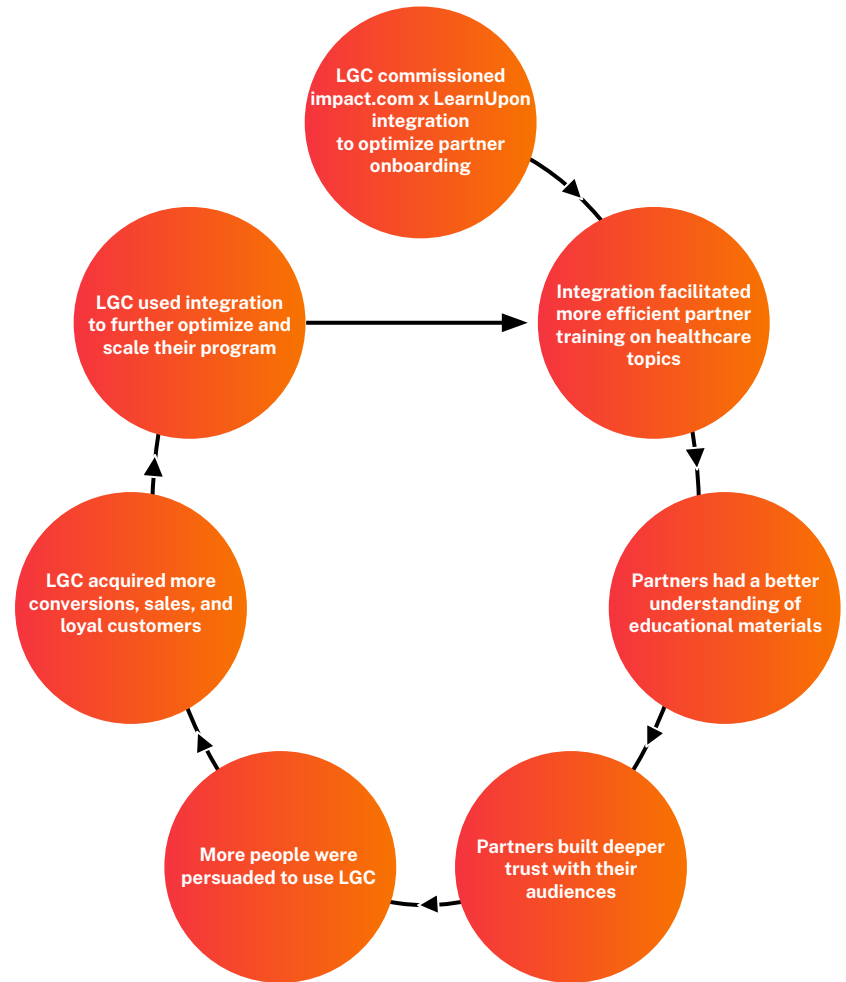 LGC commissioned
impact.com x LearnUpon
integration
to optimize partner
onboarding
Integration facilitated
more efficient partner
training on healthcare
topics
Partners had a better
understanding of
educational materials
Partners built deeper
trust with their
audiences
More people were
persuaded to use LGC
LGC acquired more
conversions, sales, and
loyal customers
LGC used integration
to further optimize and
scale their program